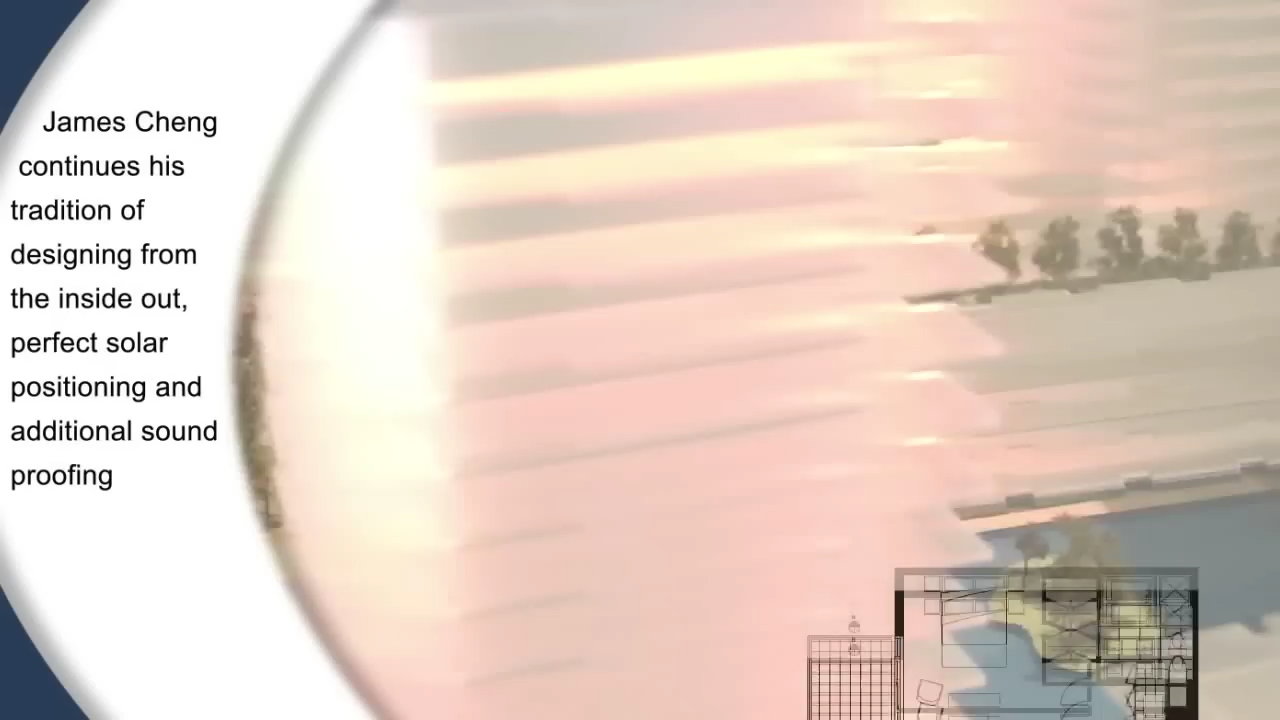 James Cheng
continues his
tradition of
designing from
the inside out,
perfect solar
positioning and
additional sound
proofing